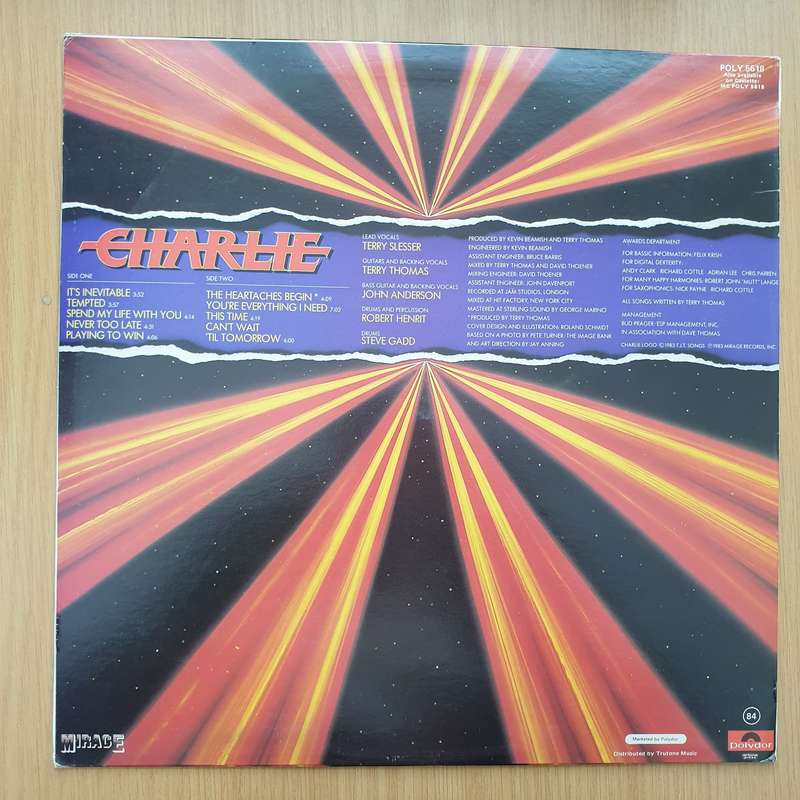 POLY 5618
Also available
on Cassette:
MC POLY 5618
CHARLIE
SIDE ONE
IT'S INEVITABLE 3:52
TEMPTED 3:57
SPEND MY LIFE WITH YOU 4:14
NEVER TOO LATE 4:31
PLAYING TO WIN 4:06
SIDE TWO
THE HEARTACHES BEGIN * 4:09
YOU'RE EVERYTHING I NEED 7:02
THIS TIME 4:19
CAN'T WAIT
'TIL TOMORROW 6:00
LEAD VOCALS
TERRY SLESSER
GUITARS AND BACKING VOCALS
TERRY THOMAS
BASS GUITAR AND BACKING VOCALS
JOHN ANDERSON
DRUMS AND PERCUSSION
ROBERT HENRIT
DRUMS
STEVE GADD
PRODUCED BY KEVIN BEAMISH AND TERRY THOMAS
ENGINEERED BY KEVIN BEAMISH
ASSISTANT ENGINEER: BRUCE BARRIS
MIXED BY TERRY THOMAS AND DAVID THOENER
MIXING ENGINEER: DAVID THOENER
ASSISTANT ENGINEER: JOHN DAVENPORT
RECORDED AT JAM STUDIOS, LONDON
MIXED AT HIT FACTORY, NEW YORK CITY
MASTERED AT STERLING SOUND BY GEORGE MARINO
*PRODUCED BY TERRY THOMAS
COVER DESIGN AND ILLUSTRATION: ROLAND SCHMIDT
BASED ON A PHOTO BY PETE TURNER/THE IMAGE BANK
AND ART DIRECTION BY JAY ANNING
AWARDS DEPARTMENT
FOR BASSIC INFORMATION: FELIX KRISH
FOR DIGITAL DEXTERITY:
ANDY CLARK RICHARD COTTLE ADRIAN LEE CHRIS PARREN
FOR MANY HAPPY HARMONIES: ROBERT JOHN "MUTT" LANGE
FOR SAXOPHONICS, NICK PAYNE RICHARD COTTLE
ALL SONGS WRITTEN BY TERRY THOMAS
MANAGEMENT
BUD PRAGER: ESP MANAGEMENT, INC.
IN ASSOCIATION WITH DAVE THOMAS
CHARLIE LOGO © 1983 F.J.T. SONGS ℗ 1983 MIRAGE RECORDS, INC.
MIRAGE
84
Marketed by Polydor
Distributed by Trutone Music
polydor